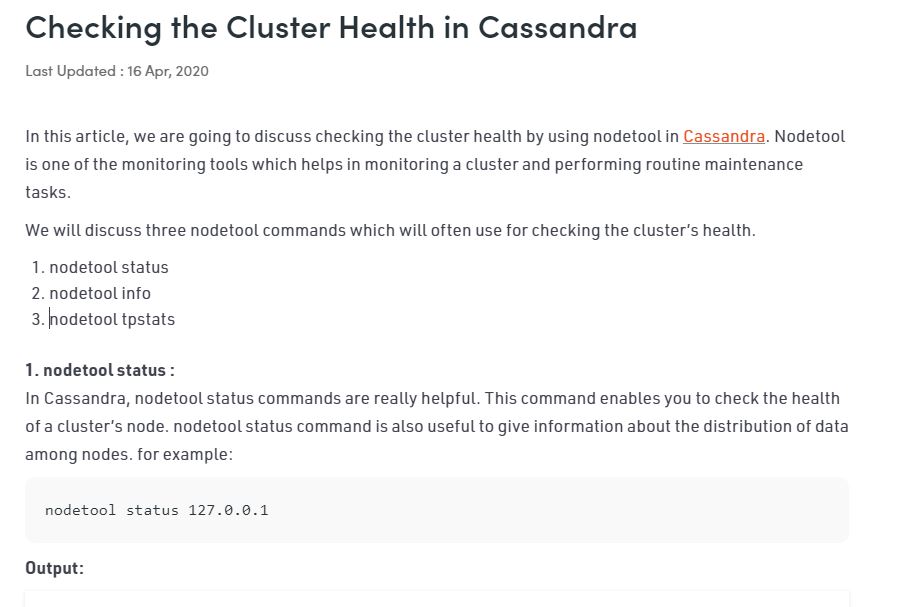 Checking the Cluster Health in Cassandra
Last Updated : 16 Apr, 2020
In this article, we are going to discuss checking the cluster health by using nodetool in Cassandra. Nodetool
is one of the monitoring tools which helps in monitoring a cluster and performing routine maintenance
tasks.
We will discuss three nodetool commands which will often use for checking the cluster’s health.
1. nodetool status
2. nodetool info
3. nodetool tpstats
1. nodetool status :
In Cassandra, nodetool status commands are really helpful. This command enables you to check the health
of a cluster’s node. nodetool status command is also useful to give information about the distribution of data
among nodes. for example:
nodetool status 127.0.0.1
Output: